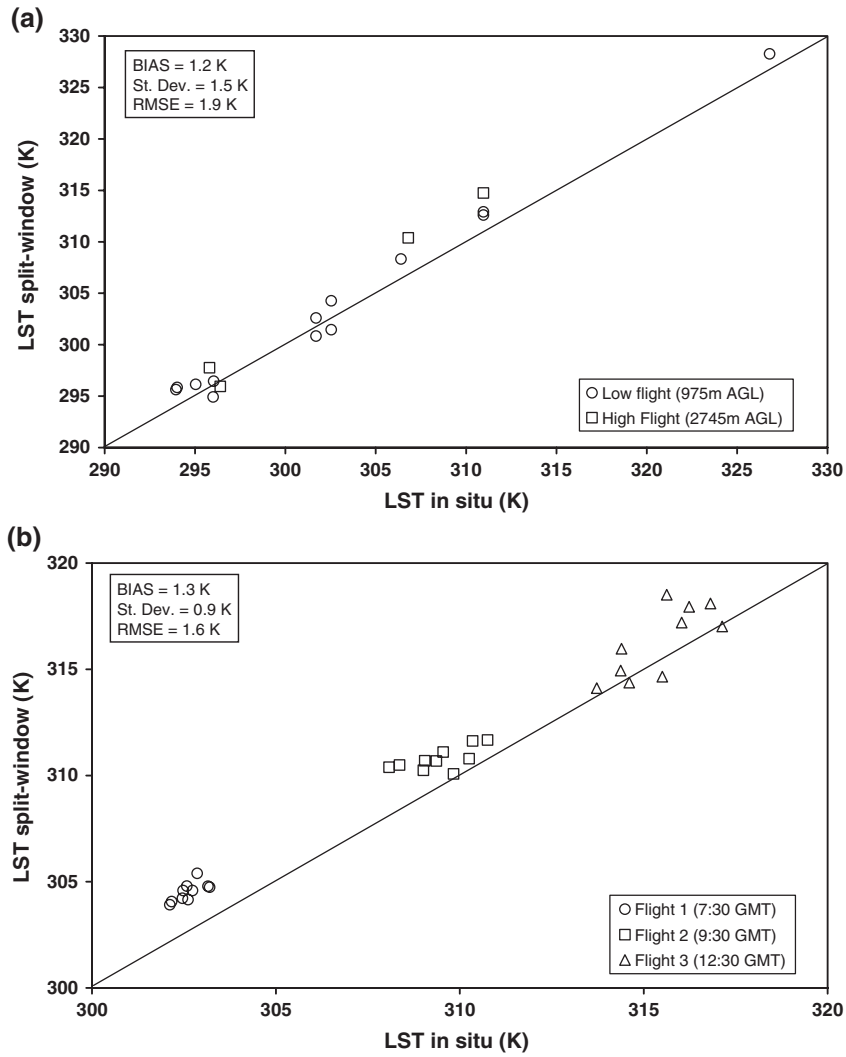 (a)
330
325
320
315
310
305
300
295
290
LST split-window (K)
BIAS = 1.2 K
St. Dev. = 1.5 K
RMSE = 1.9 K
Low flight (975m AGL)
High Flight (2745m AGL)
290 295 300 305 310 315 320 325 330
LST in situ (K)
(b)
320
315
310
305
300
LST split-window (K)
BIAS = 1.3 K
St. Dev. = 0.9 K
RMSE = 1.6 K
Flight 1 (7:30 GMT)
Flight 2 (9:30 GMT)
Flight 3 (12:30 GMT)
300 305 310 315 320
LST in situ (K)